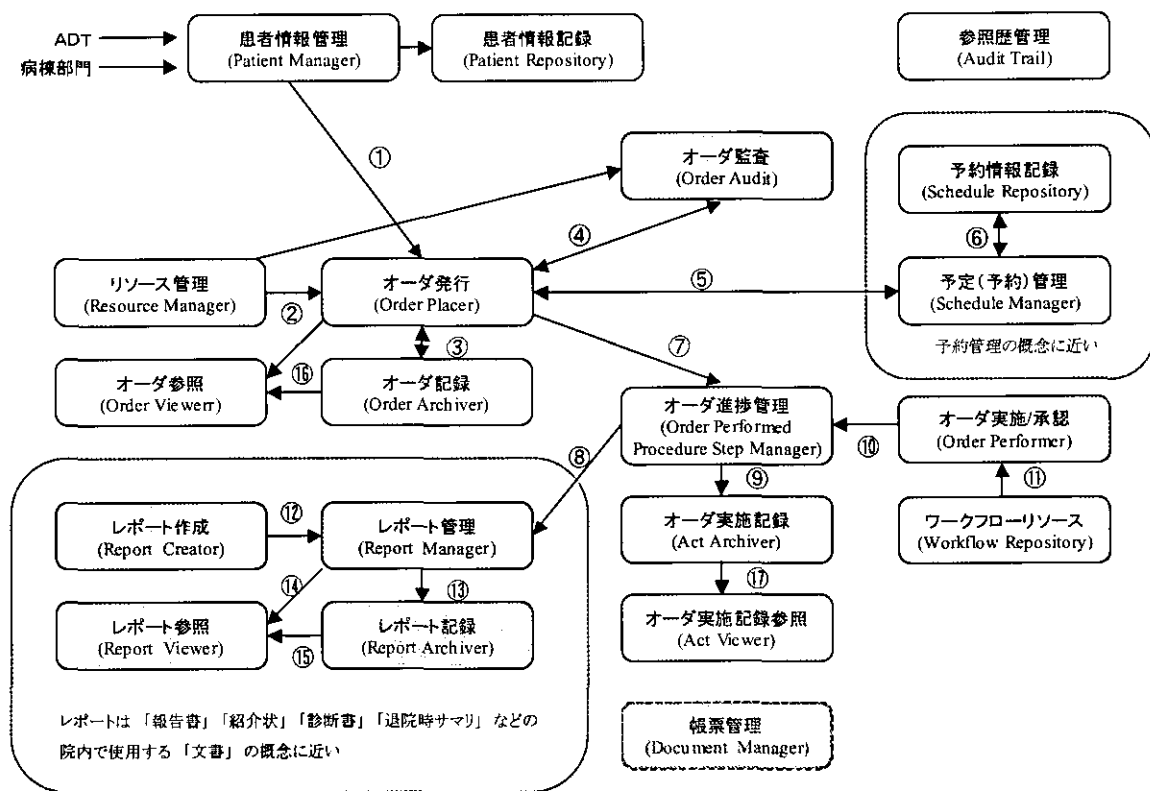 ADT
病棟部門
患者情報管理
(Patient Manager)
患者情報記録
(Patient Repository)
参照歴管理
(Audit Trail)
①
オーダ監査
(Order Audit)
予約情報記録
(Schedule Repository)
④
⑥
リソース管理
(Resource Manager)
②
オーダ発行
(Order Placer)
⑤
予定(予約)管理
(Schedule Manager)
予約管理の概念に近い
③
⑦
オーダ参照
(Order Viewerr)
⑯
オーダ記録
(Order Archiver)
オーダ進捗管理
(Order Performed
Procedure Step Manager)
⑩
オーダ実施/承認
(Order Performer)
⑧
⑨
⑪
レポート作成
(Report Creator)
⑫
レポート管理
(Report Manager)
オーダ実施記録
(Act Archiver)
ワークフローリソース
(Workflow Repository)
⑭
⑬
⑰
レポート参照
(Report Viewer)
⑮
レポート記録
(Report Archiver)
オーダ実施記録参照
(Act Viewer)
レポートは「報告書」「紹介状」「診断書」「退院時サマリ」などの
院内で使用する「文書」の概念に近い
帳票管理
(Document Manager)